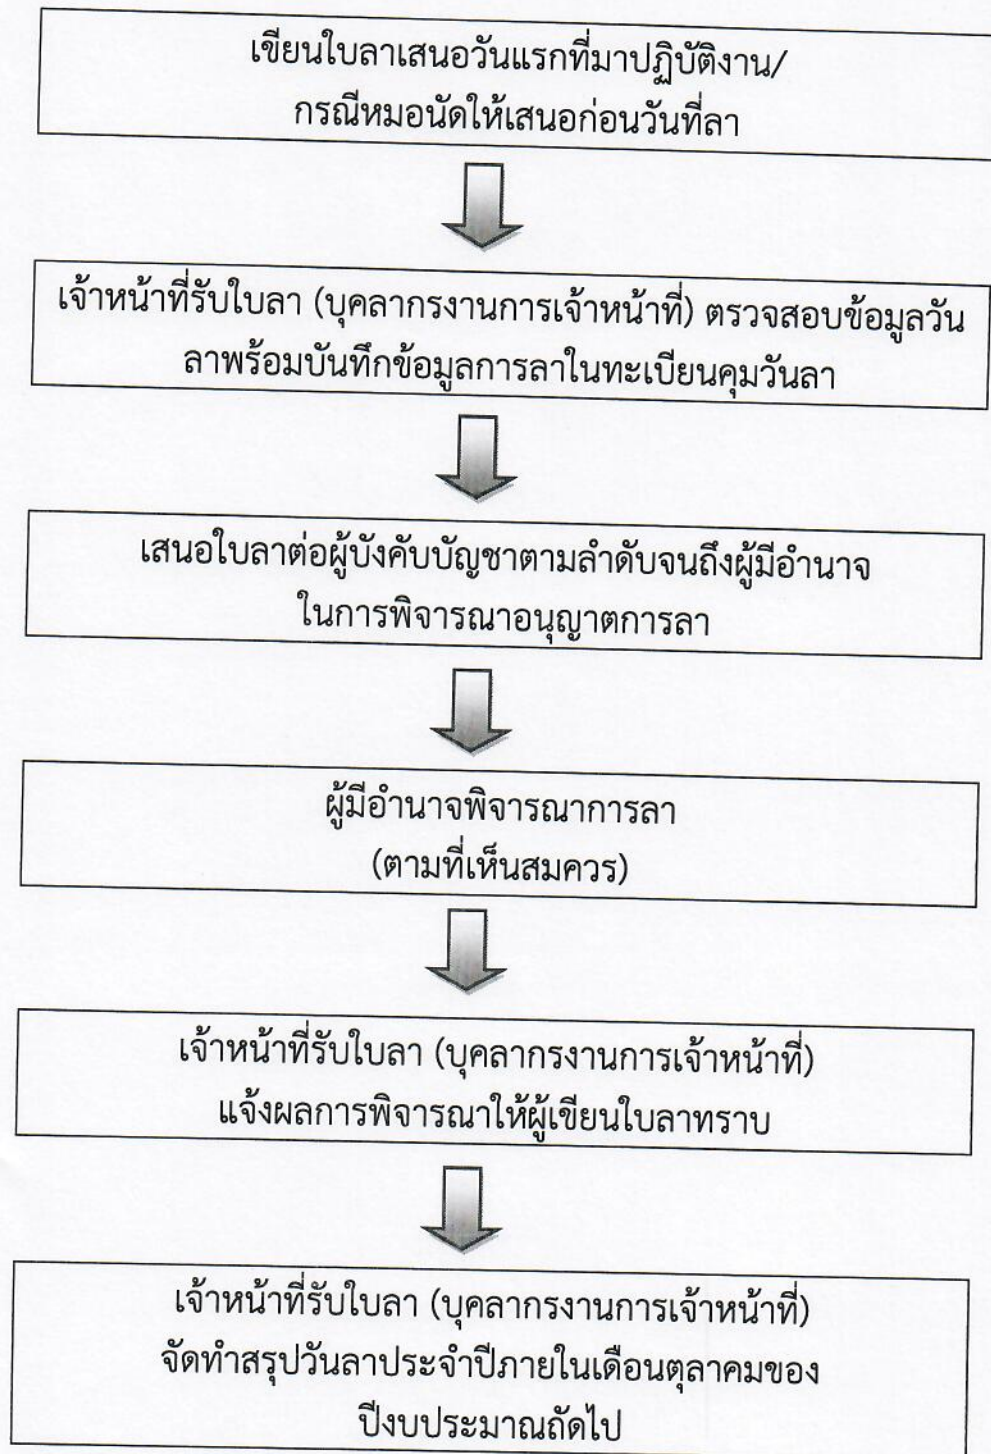 เขียนใบลาเสนอวันแรกที่มาปฏิบัติงาน/
กรณีหมอนัดให้เสนอก่อนวันที่ลา
เจ้าหน้าที่รับใบลา (บุคลากรงานการเจ้าหน้าที่) ตรวจสอบข้อมูลวัน
ลาพร้อมบันทึกข้อมูลการลาในทะเบียนคุมวันลา
เสนอใบลาต่อผู้บังคับบัญชาตามลำดับจนถึงผู้มีอำนาจ
ในการพิจารณาอนุญาตการลา
ผู้มีอำนาจพิจารณาการลา
(ตามที่เห็นสมควร)
เจ้าหน้าที่รับใบลา (บุคลากรงานการเจ้าหน้าที่)
แจ้งผลการพิจารณาให้ผู้เขียนใบลาทราบ
เจ้าหน้าที่รับใบลา (บุคลากรงานการเจ้าหน้าที่)
จัดทำสรุปวันลาประจำปีภายในเดือนตุลาคมของ
ปีงบประมาณถัดไป